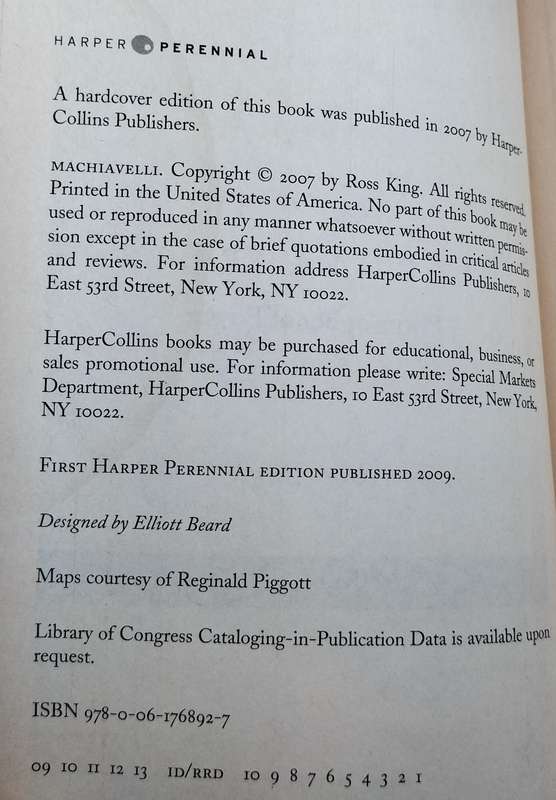 HARPER PERENNIAL
A hardcover edition of this book was published in 2007 by Harper-
Collins Publishers.
MACHIAVELLI. Copyright © 2007 by Ross King. All rights reserved.
Printed in the United States of America. No part of this book may be
used or reproduced in any manner whatsoever without written permis-
sion except in the case of brief quotations embodied in critical articles
and reviews. For information address HarperCollins Publishers, 10
East 53rd Street, New York, NY 10022.
HarperCollins books may be purchased for educational, business, or
sales promotional use. For information please write: Special Markets
Department, HarperCollins Publishers, 10 East 53rd Street, New York,
NY 10022.
FIRST HARPER PERENNIAL EDITION PUBLISHED 2009.
Designed by Elliott Beard
Maps courtesy of Reginald Piggott
Library of Congress Cataloging-in-Publication Data is available upon
request.
ISBN 978-0-06-176892-7
09 10 11 12 13 ID/RRD 10 9 8 7 6 5 4 3 2 1